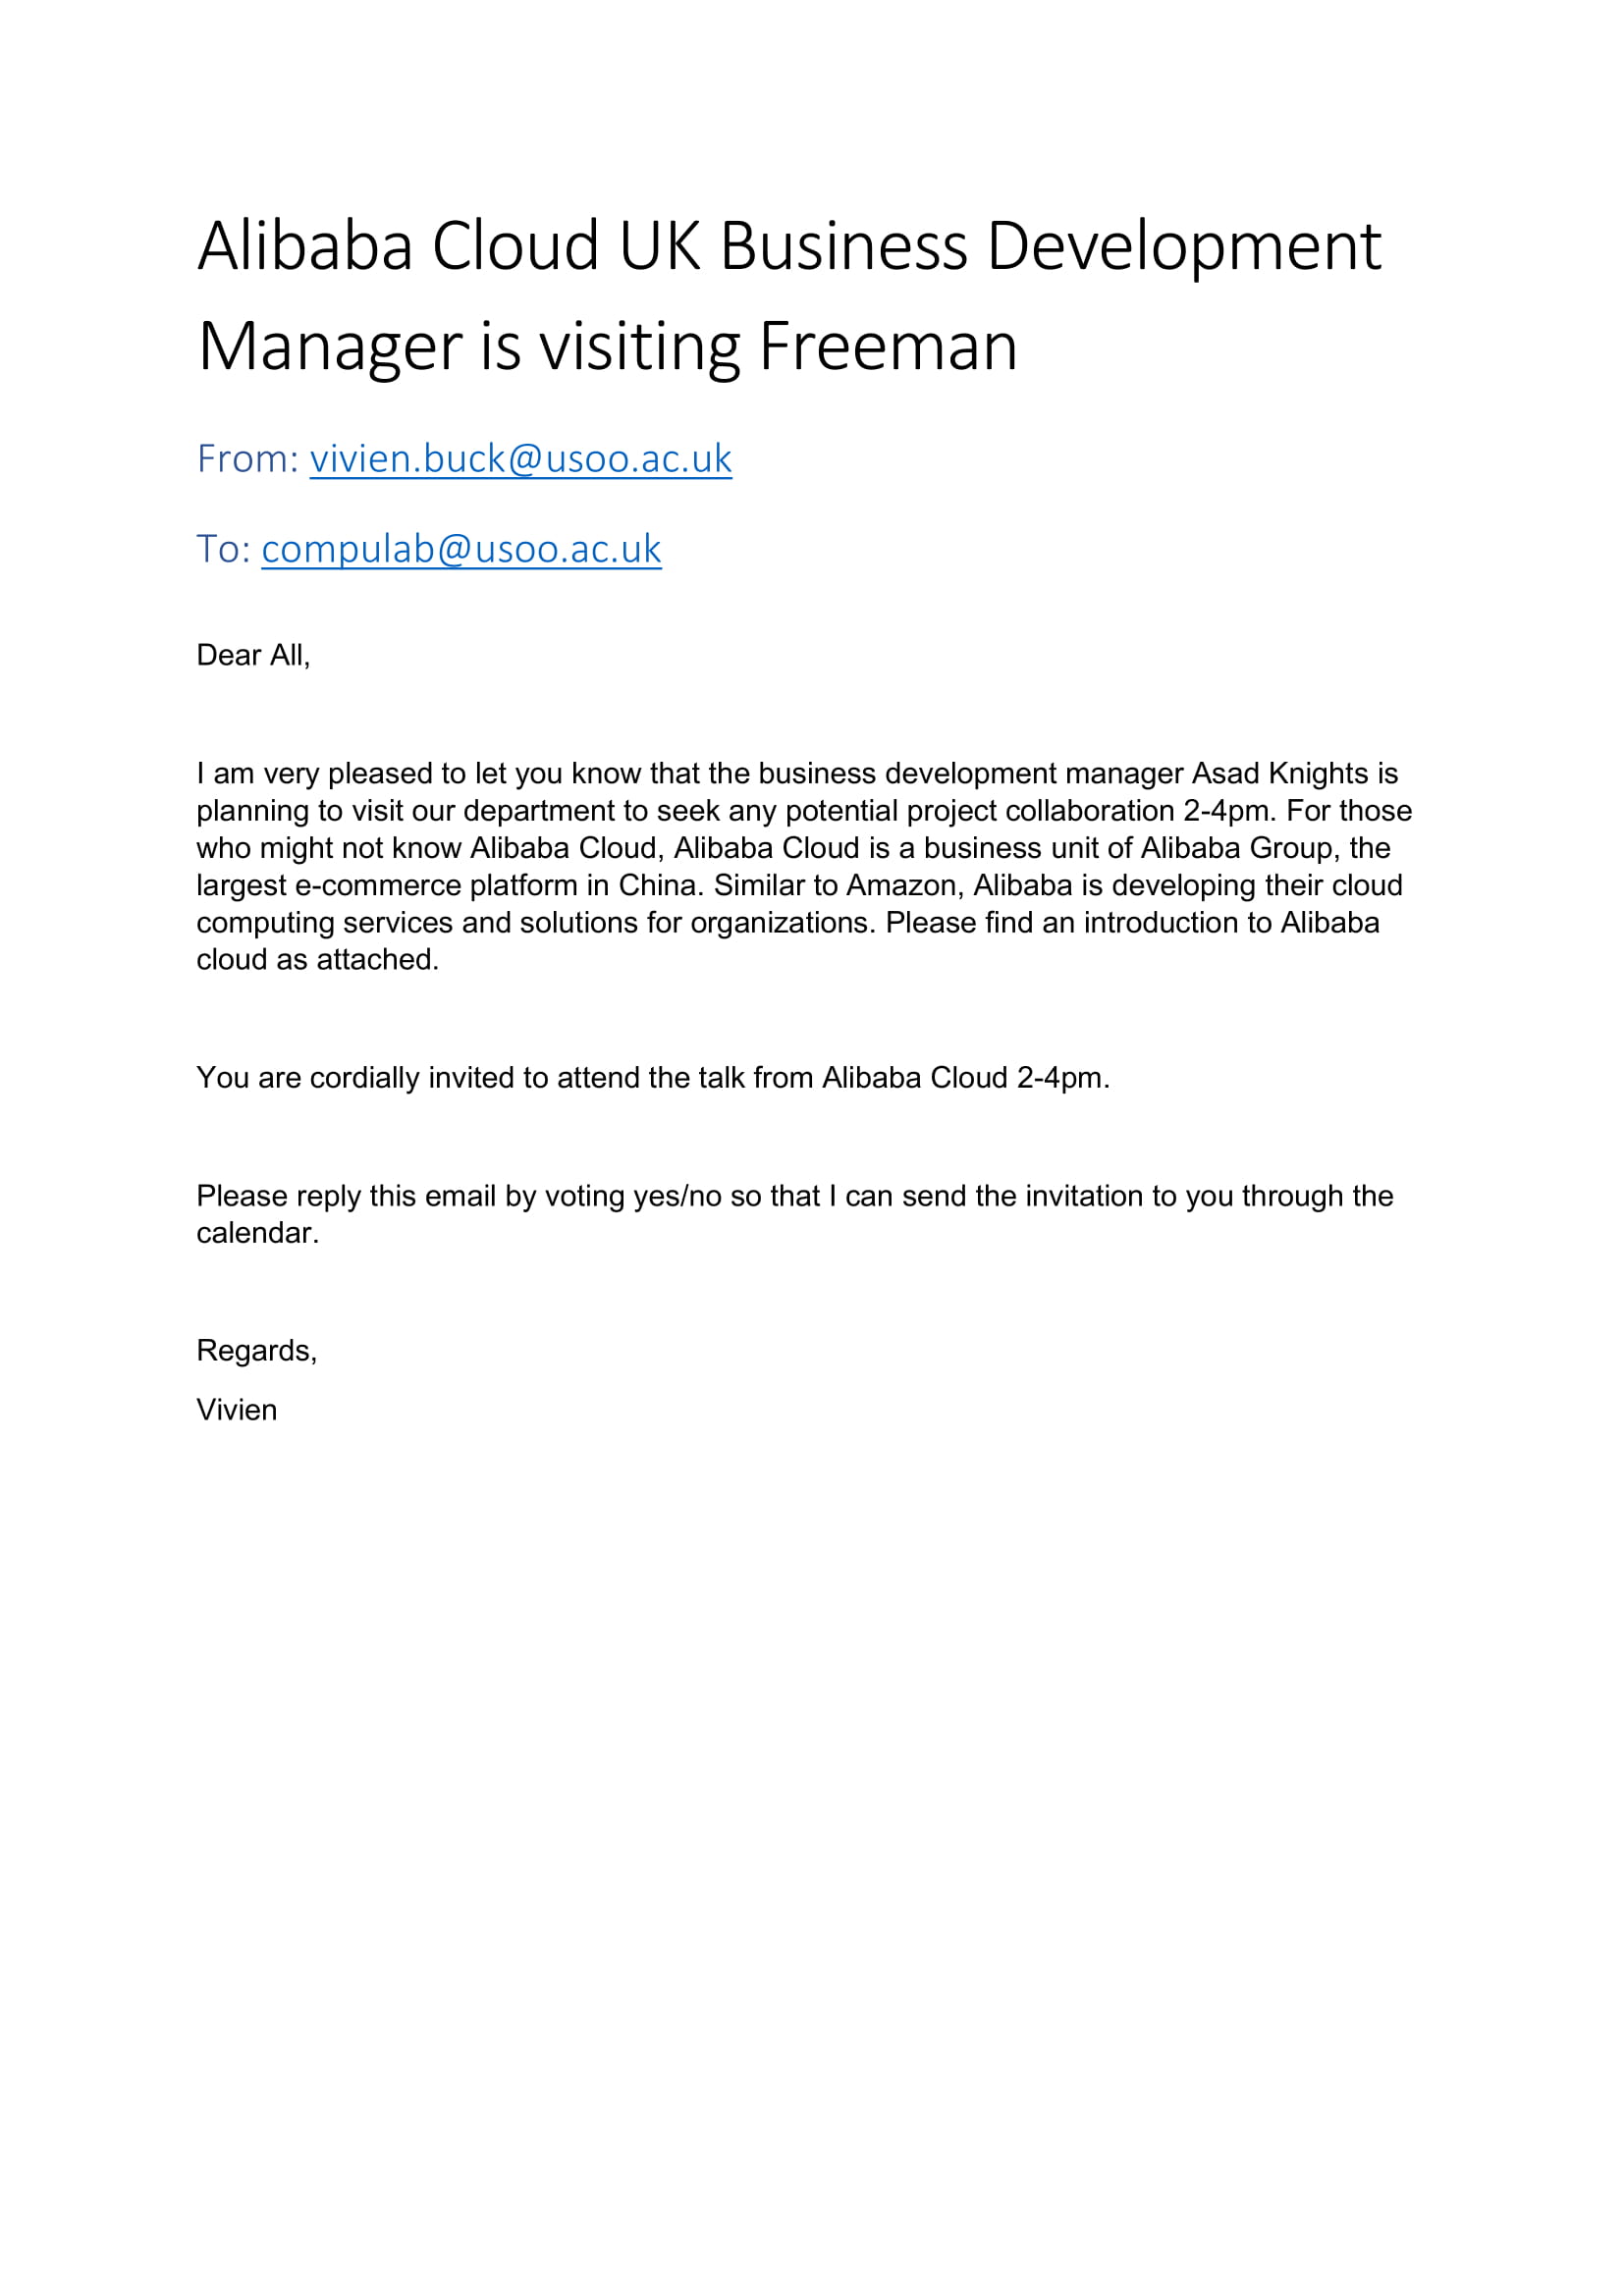 Alibaba Cloud UK Business Development
Manager is visiting Freeman
From: vivien.buck@usoo.ac.uk
To: compulab@usoo.ac.uk
Dear All,
I am very pleased to let you know that the business development manager Asad Knights is
planning to visit our department to seek any potential project collaboration 2-4pm. For those
who might not know Alibaba Cloud, Alibaba Cloud is a business unit of Alibaba Group, the
largest e-commerce platform in China. Similar to Amazon, Alibaba is developing their cloud
computing services and solutions for organizations. Please find an introduction to Alibaba
cloud as attached.
You are cordially invited to attend the talk from Alibaba Cloud 2-4pm.
Please reply this email by voting yes/no so that I can send the invitation to you through the
calendar.
Regards,
Vivien